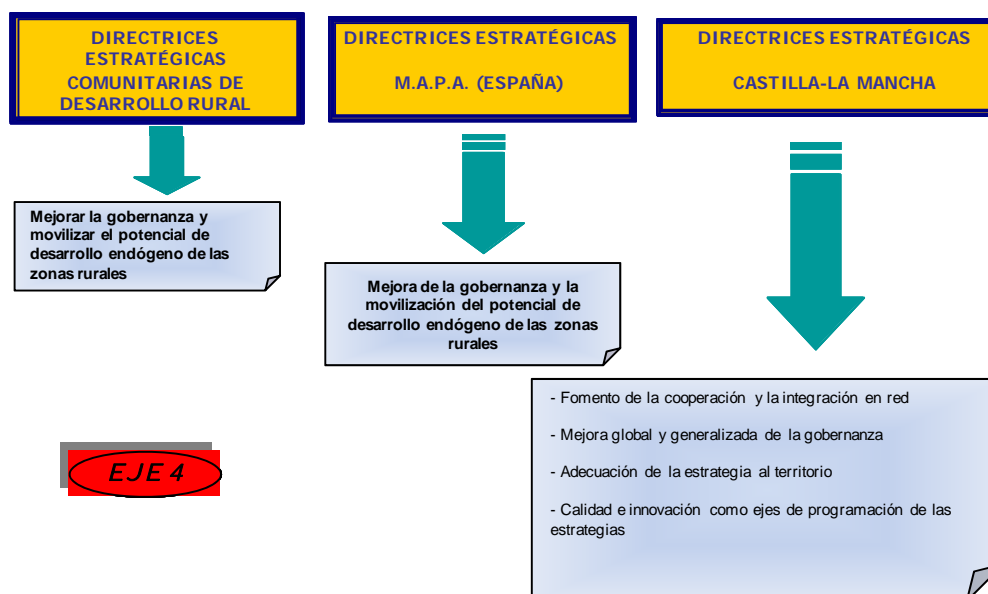 DIRECTRICES
ESTRATÉGICAS
COMUNITARIAS DE
DESARROLLO RURAL
DIRECTRICES ESTRATÉGICAS
M.A.P.A. (ESPAÑA)
DIRECTRICES ESTRATÉGICAS
CASTILLA-LA MANCHA
Mejorar la gobernanza y
movilizar el potencial de
desarrollo endógeno de las
zonas rurales
Mejora de la gobernanza y la
movilización del potencial de
desarrollo endógeno de las zonas
rurales
- Fomento de la cooperación y la integración en red
- Mejora global y generalizada de la gobernanza
- Adecuación de la estrategia al territorio
- Calidad e innovación como ejes de programación de las
estrategias
EJE 4